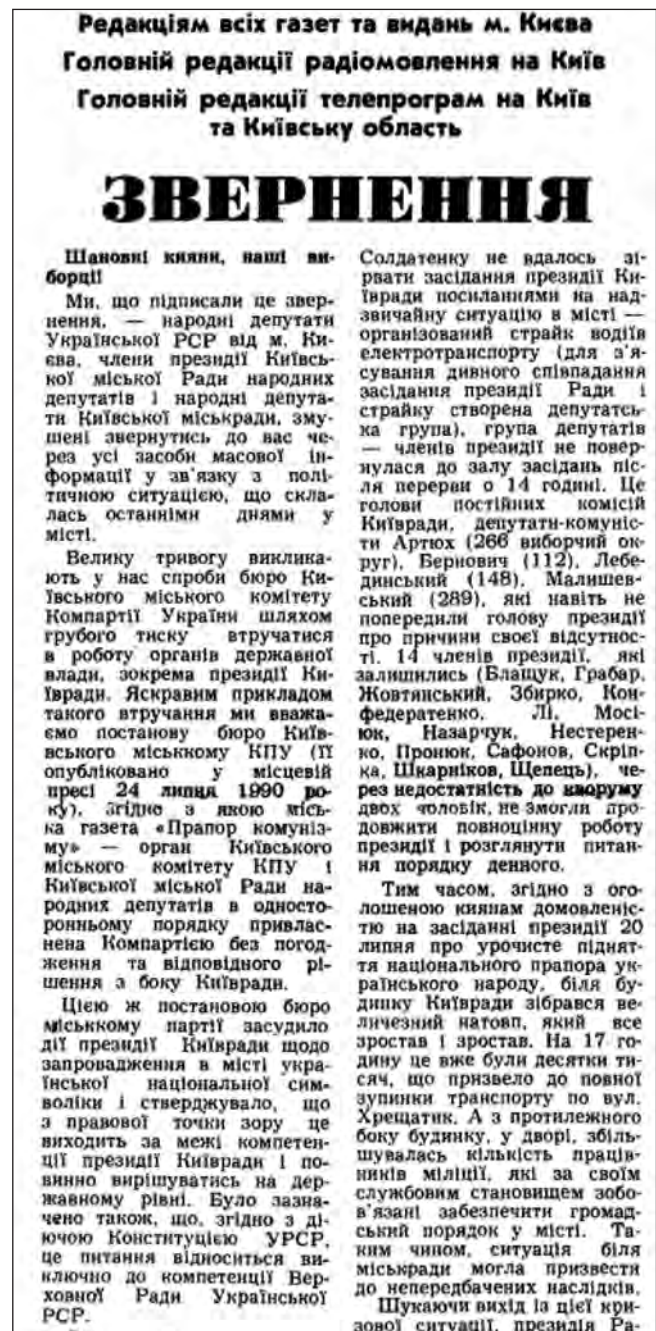 Редакціям всіх газет та видань м. Києва
Головній редакції радіомовлення на Київ
Головній редакції телепрограм на Київ
та Київську область
ЗВЕРНЕННЯ
Шановні кияни, наші ви-
борці!
Ми, що підписали це звер-
нення, — народні депутати
Української РСР від м. Ки-
єва, члени президії Київсь-
кої міської Ради народних
депутатів і народні депута-
ти Київської міськради, зму-
шені звернутись до вас че-
рез усі засоби масової ін-
формації у зв'язку з полі-
тичною ситуацією, що скла-
лась останніми днями у
місті.
Велику тривогу виклика-
ють у нас спроби бюро Ки-
ївського міського комітету
Компартії України шляхом
грубого тиску втручатися
в роботу органів державної
влади, зокрема президії Ки-
ївради. Яскравим прикладом
такого втручання ми вважа-
ємо постанову бюро Київ-
вського міськкому КПУ (її
опубліковано у місцевій
пресі 24 липня 1990 ро-
ку), згідно з якою місь-
ка газета «Прапор комуніз-
му» — орган Київського
міського комітету КПУ і
Київської міської Ради на-
родних депутатів в односто-
ронньому порядку привлас-
нена Компартією без погод-
ження та відповідного рі-
шення з боку Київради.
Цією ж постановою бюро
міськкому партії засудило
дії президії Київради щодо
запровадження в місті укра-
їнської національної сим-
воліки і стверджувало, що
з правової точки зору це
виходить за межі компетен-
ції президії Київради і по-
винно вирішуватись на дер-
жавному рівні. Було зазна-
чено також, що, згідно з ді-
ючою Конституцією УРСР,
це питання відноситься ви-
ключно до компетенції Вер-
ховної Ради Української
РСР.
Солдатенку не вдалось зі-
рвати засідання президії Ки-
ївради посиланнями на над-
звичайну ситуацію в місті —
організований страйк водіїв
електротранспорту (для з'я-
сування дивного співпадання
засідання президії Ради і
страйку створена депутатсь-
ка група), група депутатів
— членів президії не повер-
нулася до залу засідань піс-
ля перерви о 14 годині. Це
голови постійних комісій
Київради, депутати-комуніс-
ти Артюх (266 виборчий ок-
руг), Бернович (112), Лебе-
динський (148), Малишев-
ський (289), які навіть не
попередили голову президії
про причини своєї відсутнос-
ті. 14 членів президії, які
залишились (Блащук, Грабар,
Жовтянський, Збирко, Кон-
федератенко, Лі, Мосі-
юк, Назарчук, Нестерен-
ко, Пронюк, Сафонов, Скріп-
ка, Шкарніков, Щепець), че-
рез недостатність до кворуму
двох чоловік, не змогли про-
довжити повноцінну роботу
президії і розглянути питан-
ня порядку денного.
Тим часом, згідно з ого-
лошеною киянам домовленіс-
тю на засіданні президії 20
липня про урочисте піднят-
тя національного прапора ук-
раїнського народу, біля бу-
динку Київради зібрався ве-
личезний натовп, який все
зростав і зростав. На 17 го-
дину це вже були десятки ти-
сяч, що призвело до повної
зупинки транспорту по вул.
Хрещатик. А з протилежного
боку будинку, у дворі, збіль-
шувалась кількість праців-
ників міліції, які за своїм
службовим становищем зобо-
в'язані забезпечити громад-
ський порядок у місті. Та-
ким чином, ситуація біля
міськради могла призвести
до непередбачених наслідків.
Шукаючи вихід із цієї кри-
зової ситуації, президія Ра-